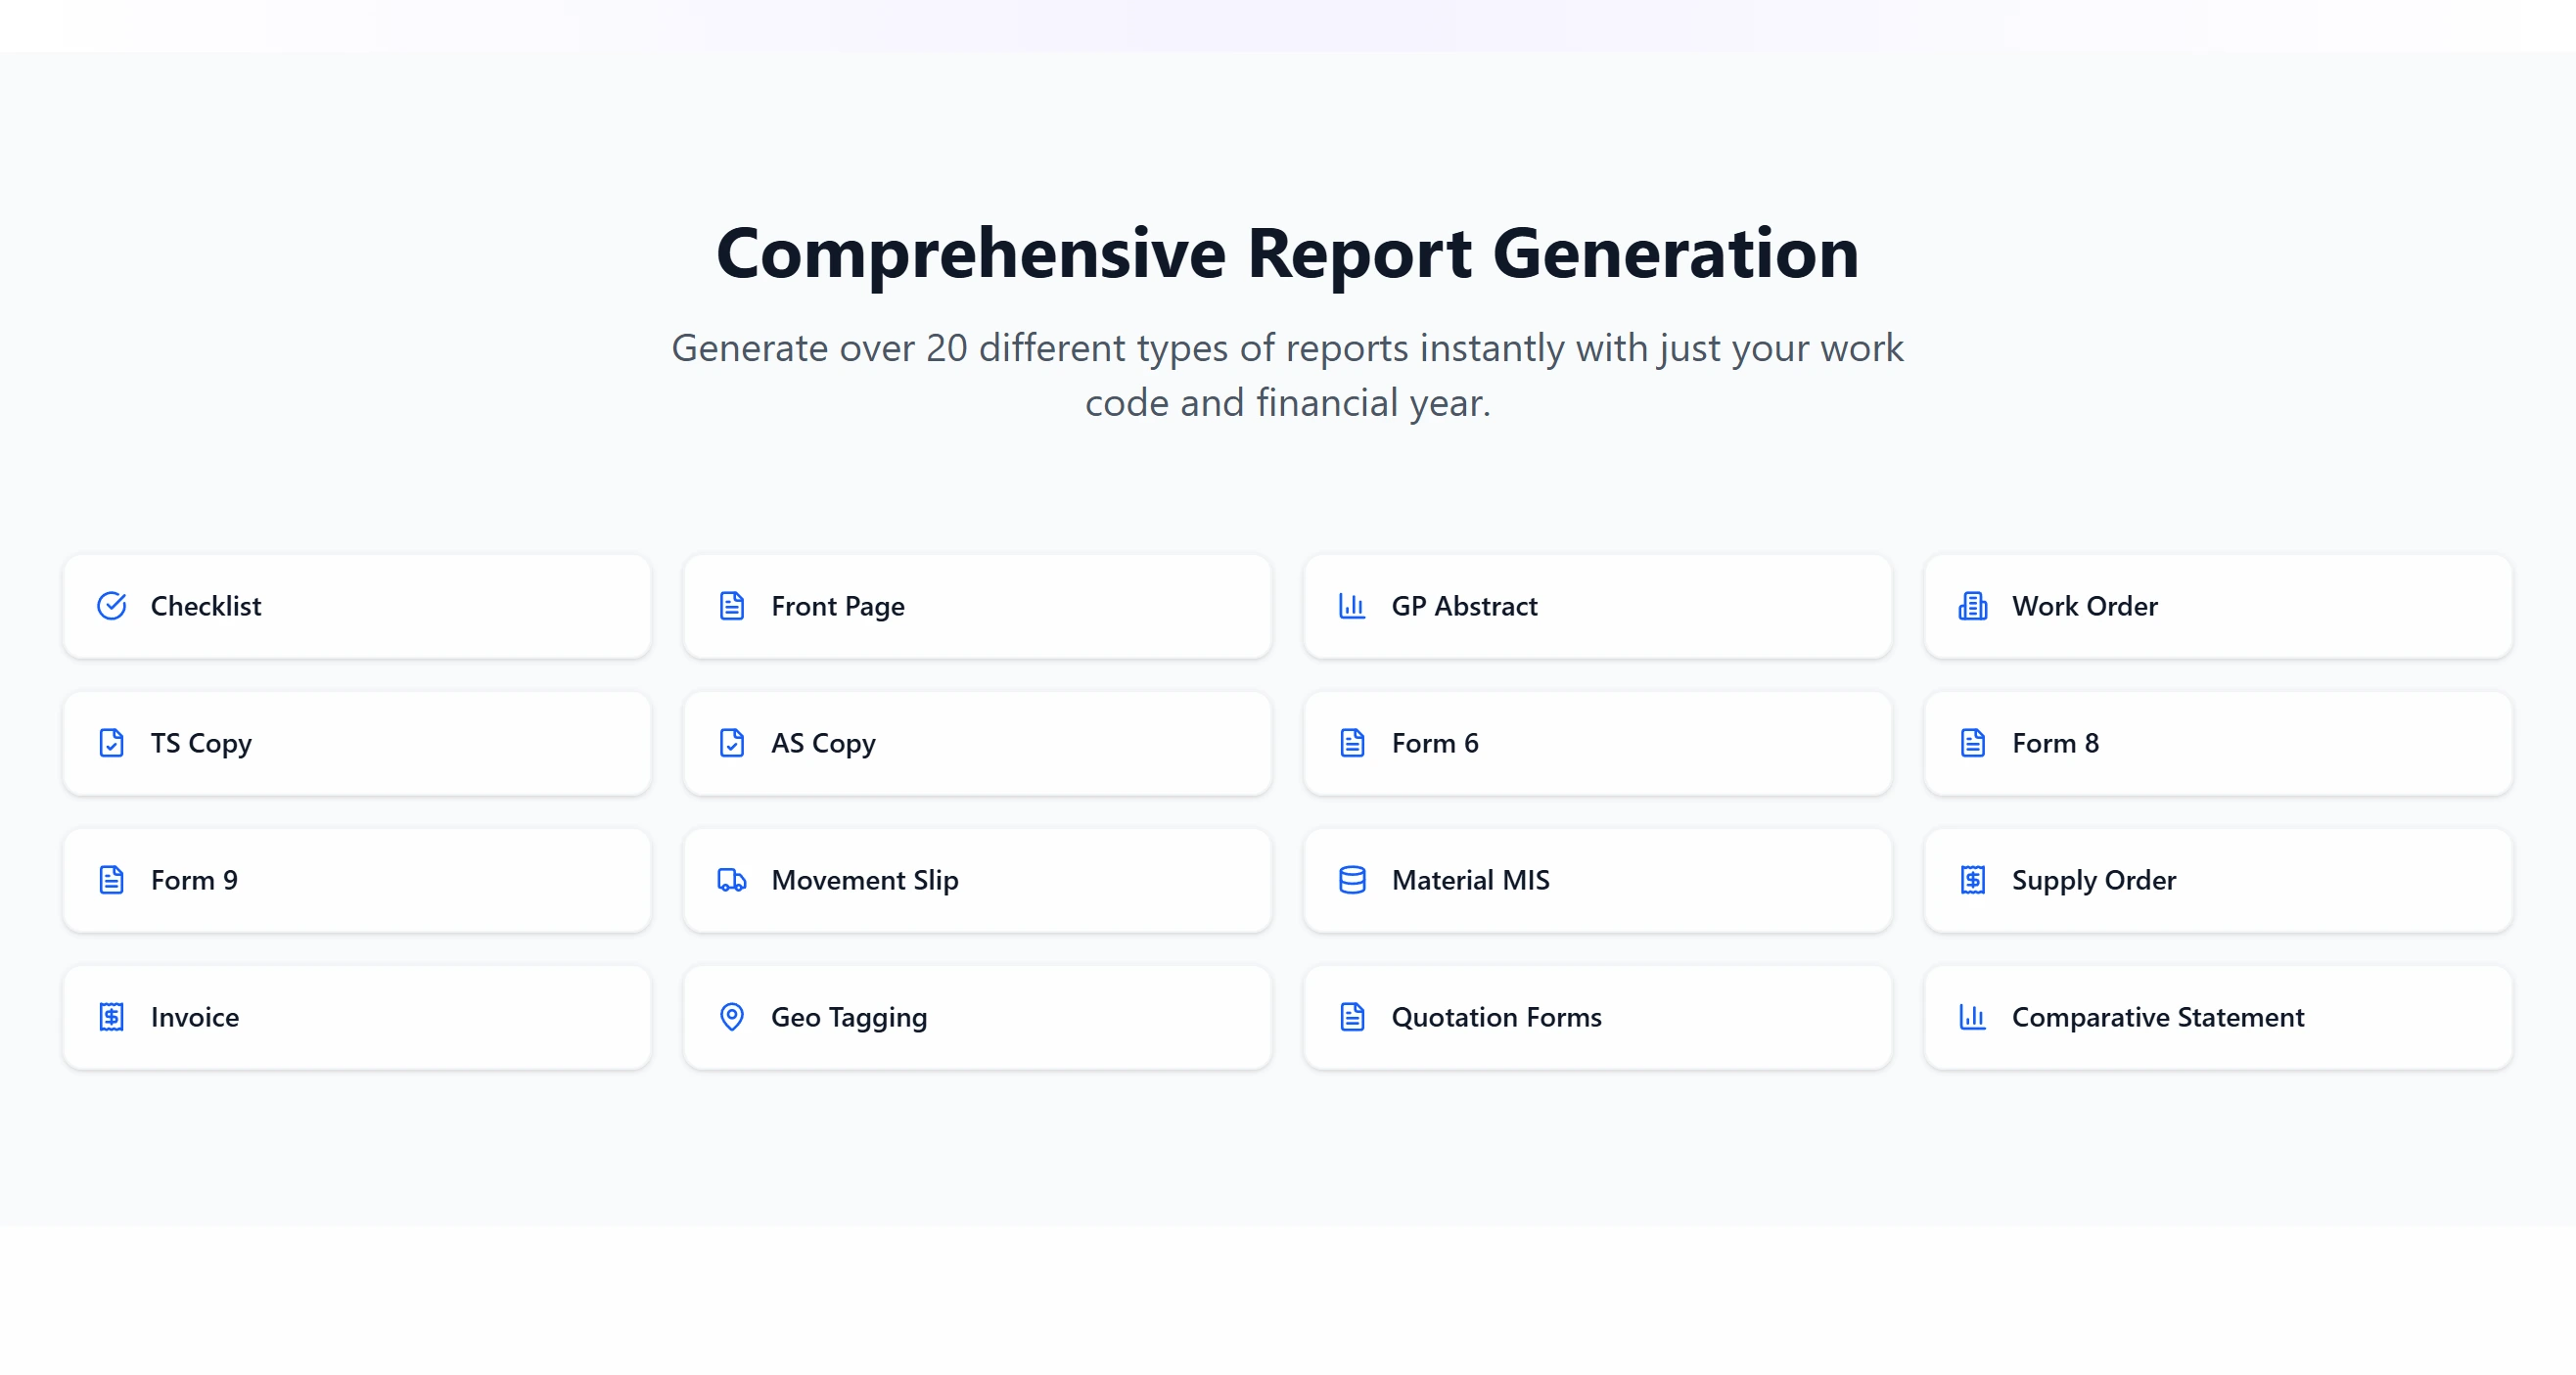 Comprehensive Report Generation
Generate over 20 different types of reports instantly with just your work
code and financial year.
Checklist
Front Page
GP Abstract
Work Order
TS Copy
AS Copy
Form 6
Form 8
Form 9
Movement Slip
Material MIS
Supply Order
Invoice
Geo Tagging
Quotation Forms
Comparative Statement